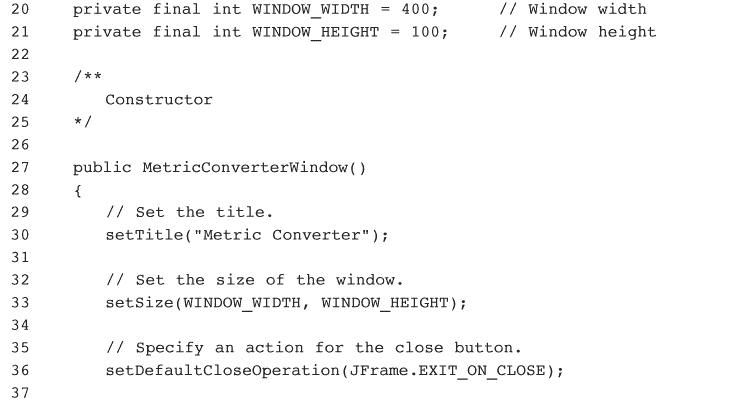 20 private final int WINDOW_WIDTH = 400; // Window width
21 private final int WINDOW_HEIGHT = 100; // Window height
22
23 /**
24 Constructor
25 */
26
27 public MetricConverterWindow()
28 {
29 // Set the title.
30 setTitle("Metric Converter");
31
32 // Set the size of the window.
33 setSize(WINDOW_WIDTH, WINDOW_HEIGHT);
34
35 // Specify an action for the close button.
36 setDefaultCloseOperation(JFrame.EXIT_ON_CLOSE);
37